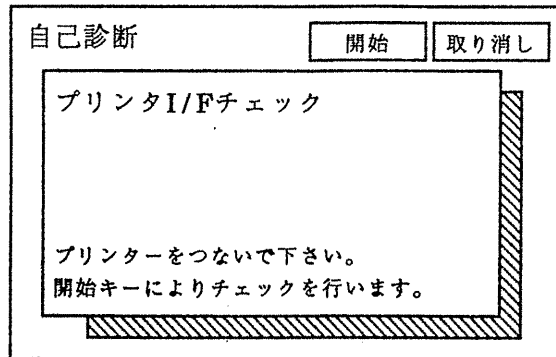 自己診断
開始
取り消し
プリンタI/Fチェック
プリンターをつないで下さい。
開始キーによりチェックを行います。